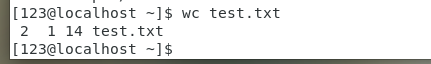 [123@localhost ~]$ wc test.txt
 2  1 14 test.txt
[123@localhost ~]$